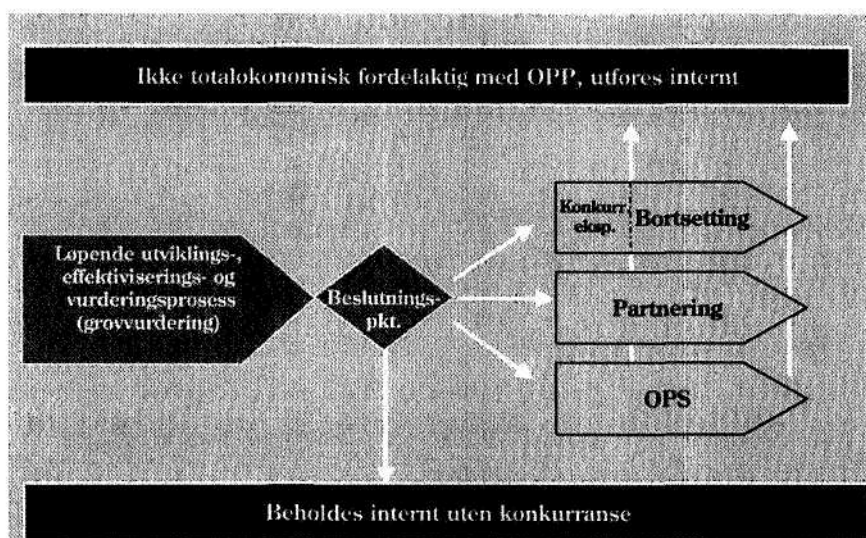 Ikke totaløkonomisk fordelaktig med OPP, utføres internt
Løpende utviklings-,
effektiviserings- og
vurderingsprosess
(grovvurdering)
Beslutnings-
pkt.
Konkurr.
eksp.
Bortsetting
Partnering
OPS
Beholdes internt uten konkurranse